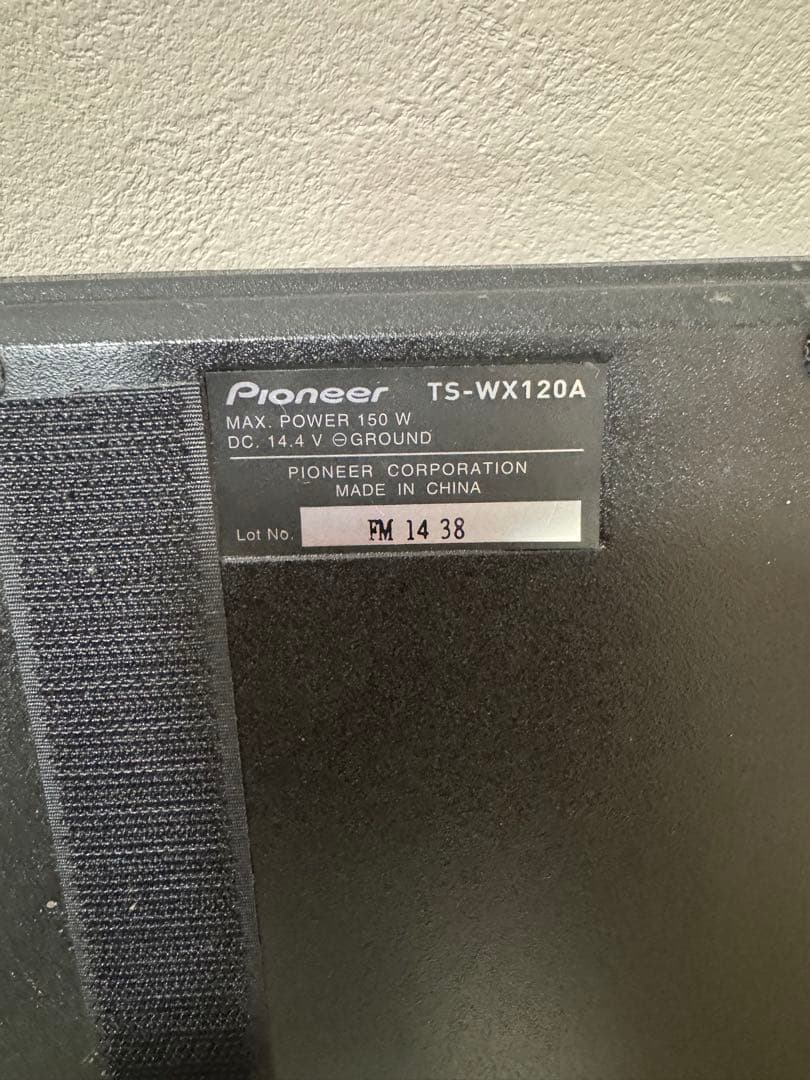 Pioneer TS-WX120A
MAX. POWER 150 W
DC. 14.4 V ⊖GROUND
PIONEER CORPORATION
MADE IN CHINA
Lot No. FM 14 38